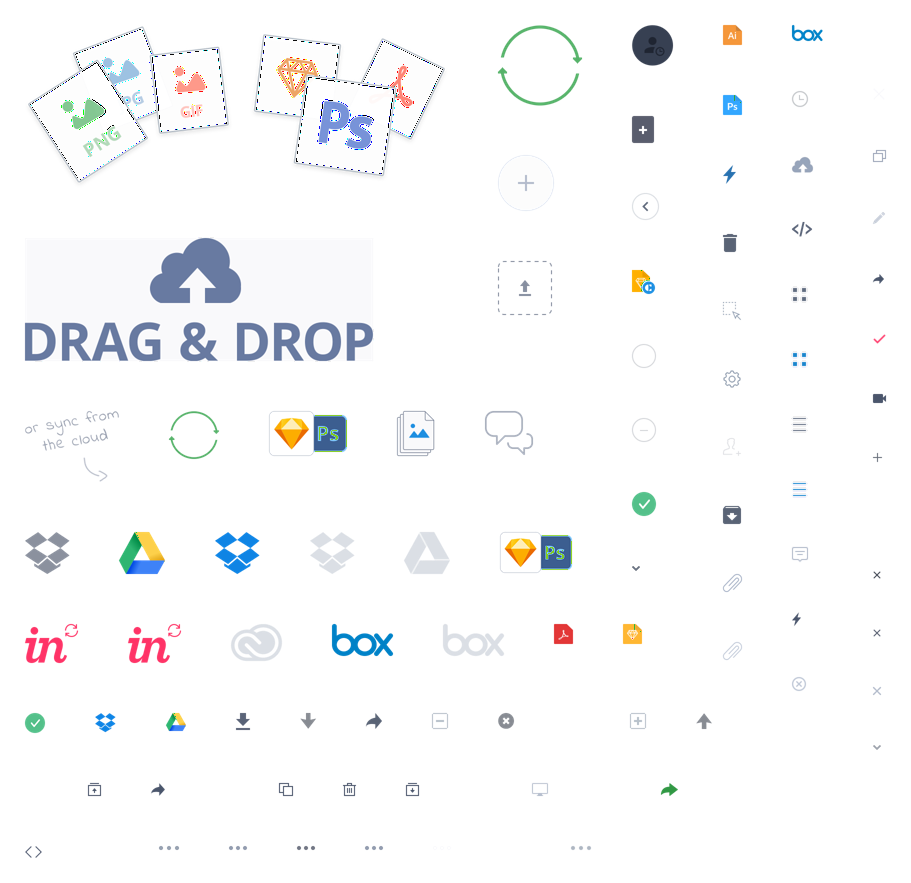 PNG
GIF
Ps
Ai
box
Ps
DRAG & DROP
or sync from
the cloud
Ps
Ps
in
in
box
box